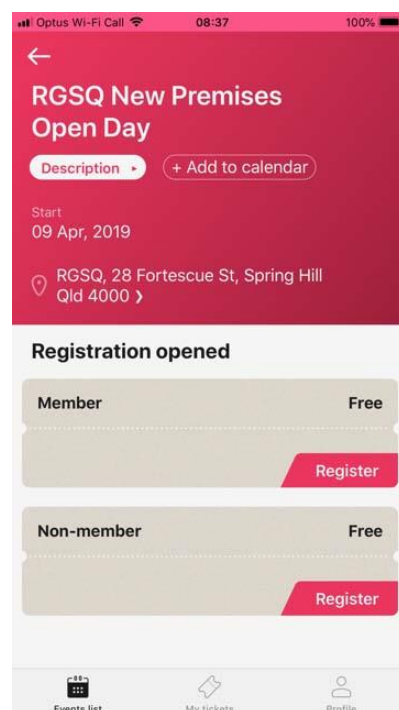 Optus Wi-Fi Call 08:37 100%
RGSQ New Premises
Open Day
Description + Add to calendar
Start
09 Apr, 2019
RGSQ, 28 Fortescue St, Spring Hill
Qld 4000
Registration opened
Member Free
Register
Non-member Free
Register
Events list My tickets Profile